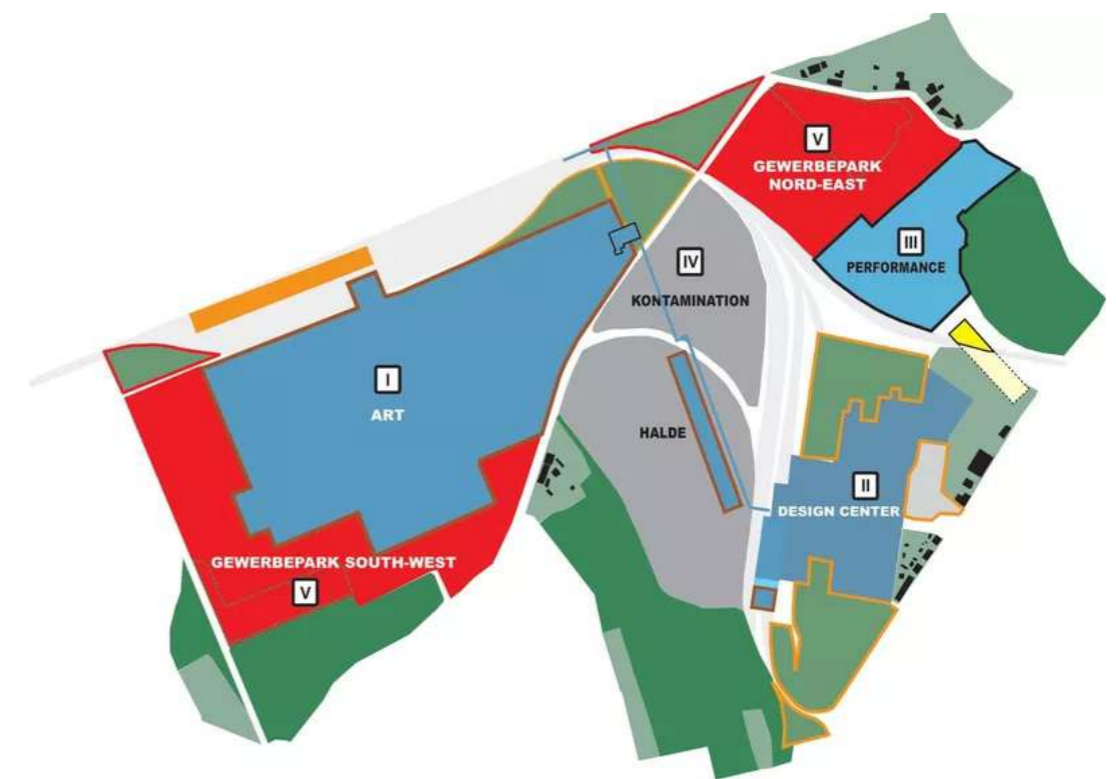 V
GEWERBEPARK
NORD-EAST
III
PERFORMANCE
IV
KONTAMINATION
I
ART
HALDE
II
DESIGN CENTER
GEWERBEPARK SOUTH-WEST
V